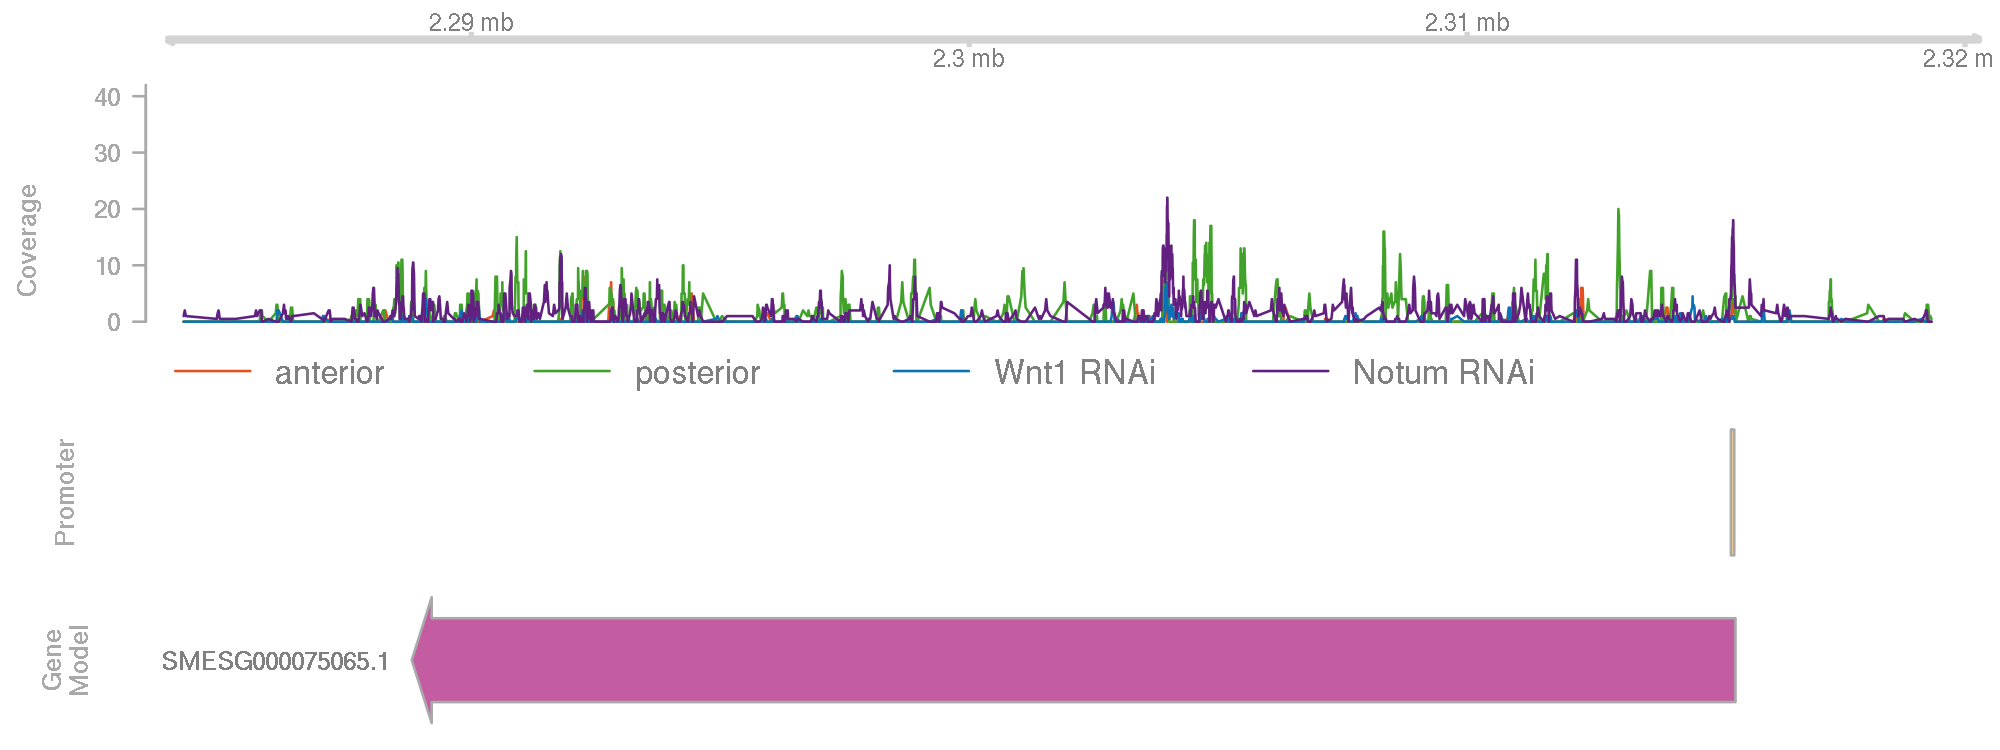 2.29 mb
2.31 mb
2.3 mb
2.32 m
Coverage
40
30
20
10
0
anterior
posterior
Wnt1 RNAi
Notum RNAi
Promoter
Gene
Model
SMESG000075065.1